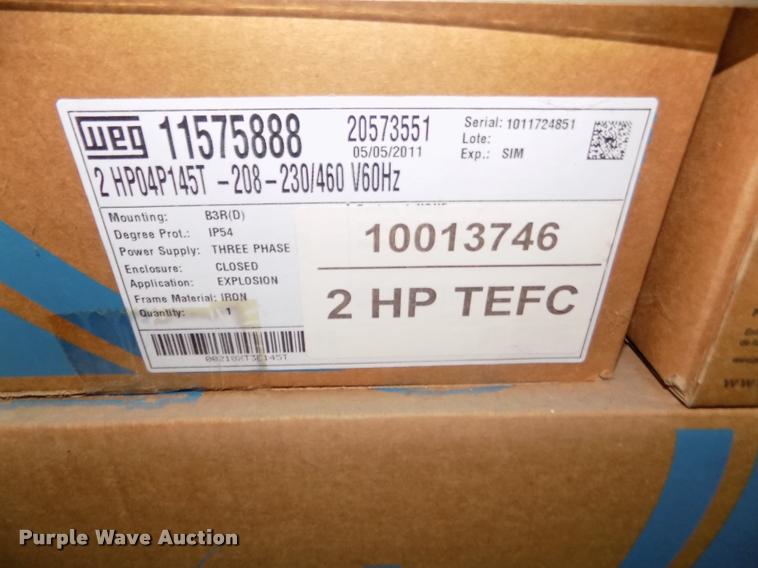 weg 11575888 20573551
05/05/2011
Serial: 1011724851
Lote:
Exp.: SIM
2 HP04P145T -208-230/460 V60Hz
Mounting: B3R(D)
Degree Prot.: IP54
Power Supply: THREE PHASE
Enclosure: CLOSED
Application: EXPLOSION
Frame Material: IRON
Quantity: 1
10013746
2 HP TEFC
Purple Wave Auction